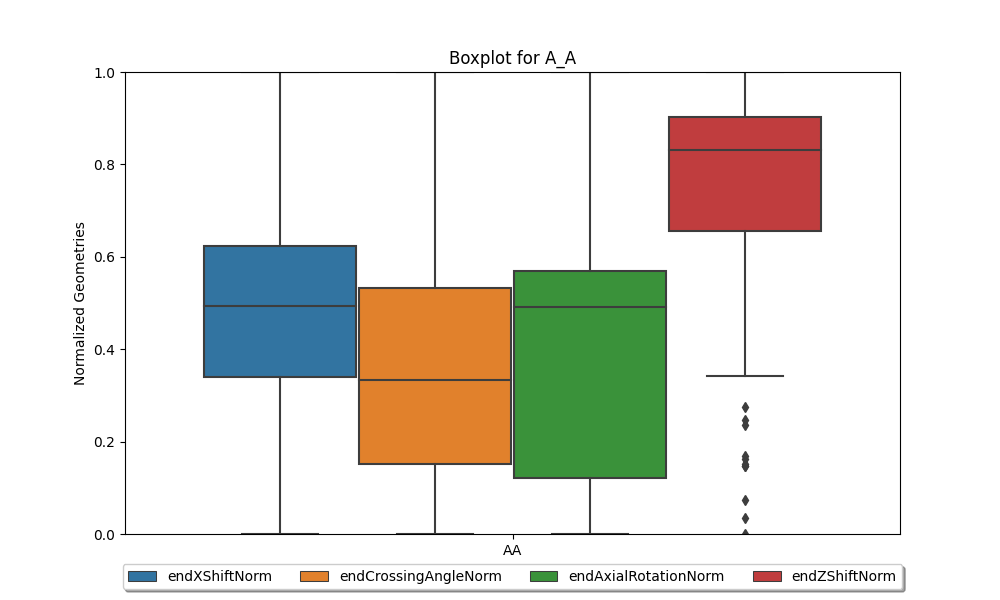 Boxplot for A_A
1.0
0.8
0.6
0.4
0.2
0.0
Normalized Geometries
AA
endXShiftNorm endCrossingAngleNorm endAxialRotationNorm endZShiftNorm